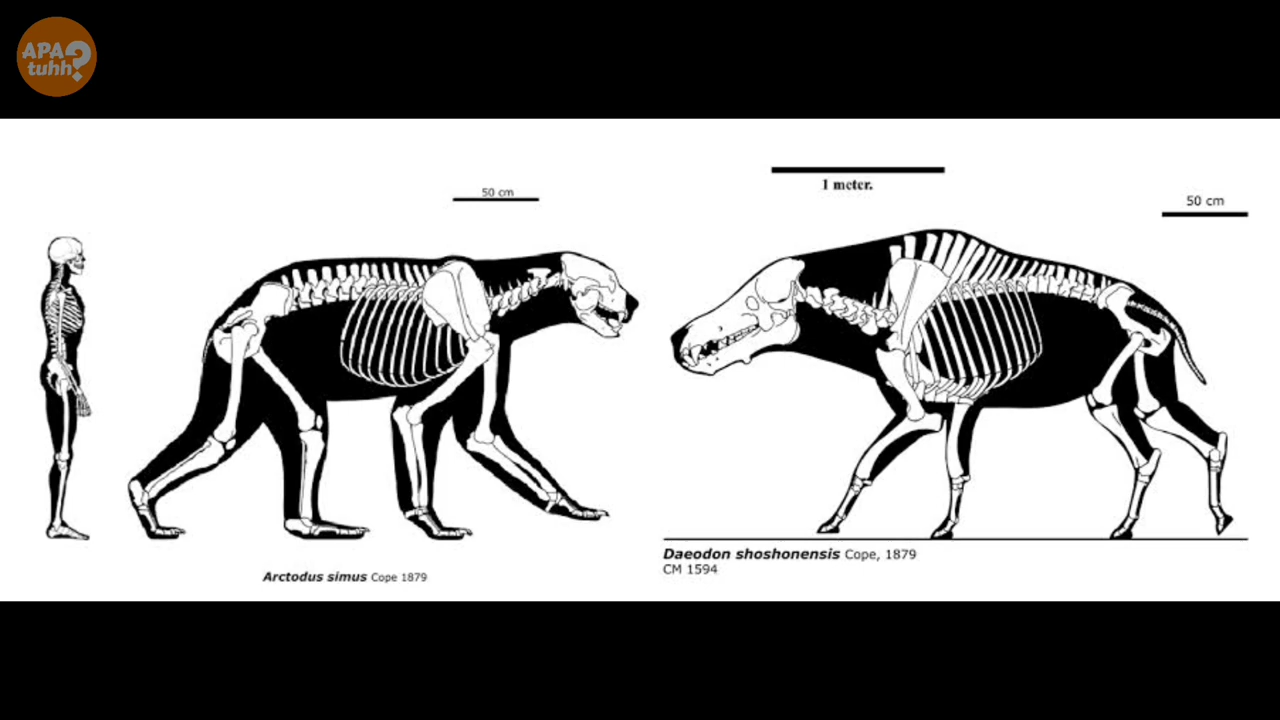 APA
tuhh?
50 cm
1 meter.
50 cm
Arctodus simus Cope 1879
Daeodon shoshonensis Cope, 1879
CM 1594